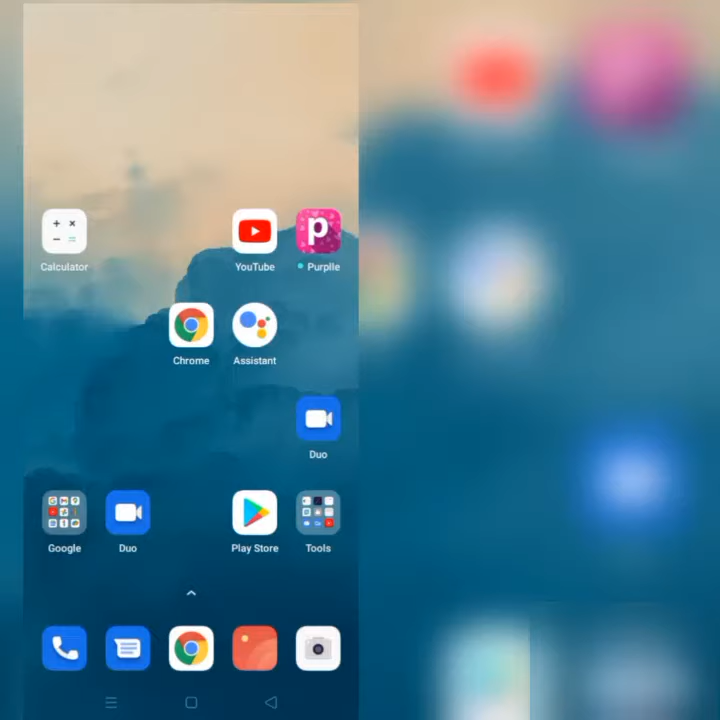 Calculator
YouTube
Purplle
Chrome
Assistant
Duo
Google
Duo
Play Store
Tools